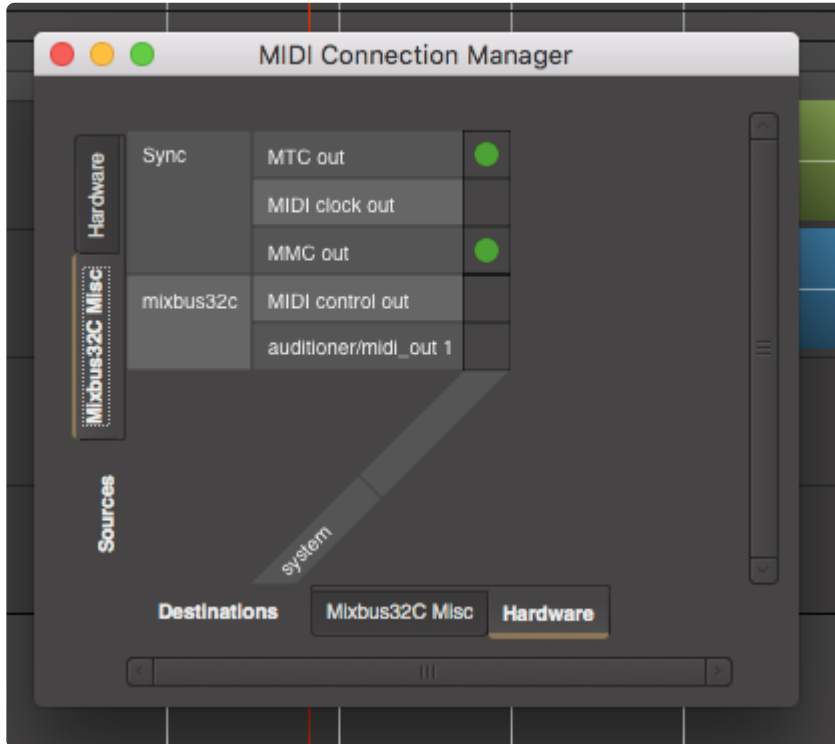 MIDI Connection Manager
Hardware
Mixbus32C Misc
Sources
Sync
MTC out
MIDI clock out
MMC out
mixbus32c
MIDI control out
auditioner/midi_out 1
system
Destinations
Mixbus32C Misc
Hardware